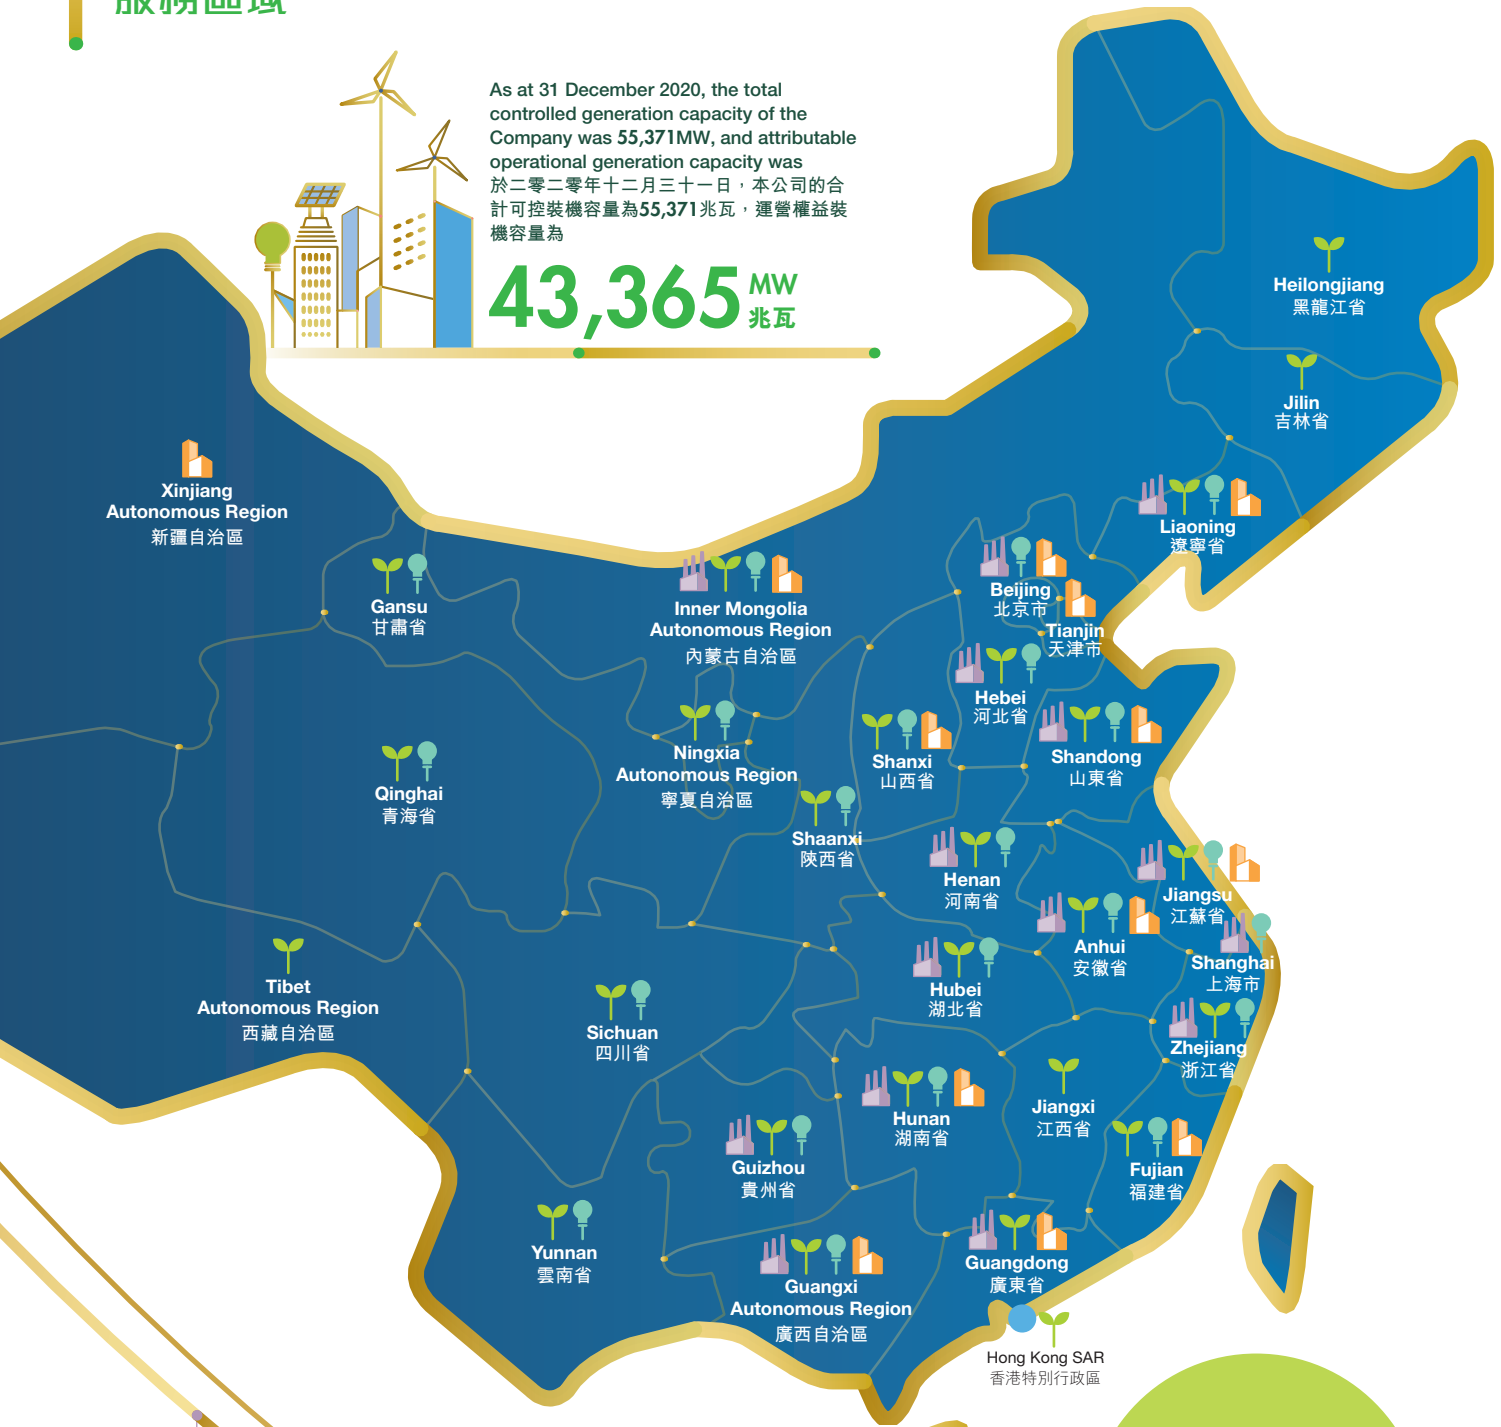 服務區域
As at 31 December 2020, the total
controlled generation capacity of the
Company was 55,371MW, and attributable
operational generation capacity was
於二零二零年十二月三十一日，本公司的合
計可控裝機容量為55,371兆瓦，運營權益裝
機容量為
43,365 MW
兆瓦
Heilongjiang
黑龍江省
Jilin
吉林省
Liaoning
遼寧省
Xinjiang
Autonomous Region
新疆自治區
Gansu
甘肅省
Inner Mongolia
Autonomous Region
內蒙古自治區
Beijing
北京市
Tianjin
天津市
Hebei
河北省
Ningxia
Autonomous Region
寧夏自治區
Shanxi
山西省
Shandong
山東省
Qinghai
青海省
Shaanxi
陝西省
Henan
河南省
Jiangsu
江蘇省
Anhui
安徽省
Shanghai
上海市
Tibet
Autonomous Region
西藏自治區
Sichuan
四川省
Hubei
湖北省
Zhejiang
浙江省
Hunan
湖南省
Jiangxi
江西省
Guizhou
貴州省
Fujian
福建省
Yunnan
雲南省
Guangxi
Autonomous Region
廣西自治區
Guangdong
廣東省
Hong Kong SAR
香港特別行政區